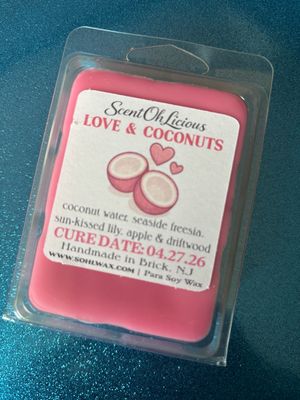 ScentOhLicious
LOVE & COCONUTS
coconut water, seaside freesia,
sun-kissed lily, apple & driftwood
CURE DATE: 04.27.26
Handmade in Brick, NJ
WWW.SOHLWAX.COM | Para Soy Wax